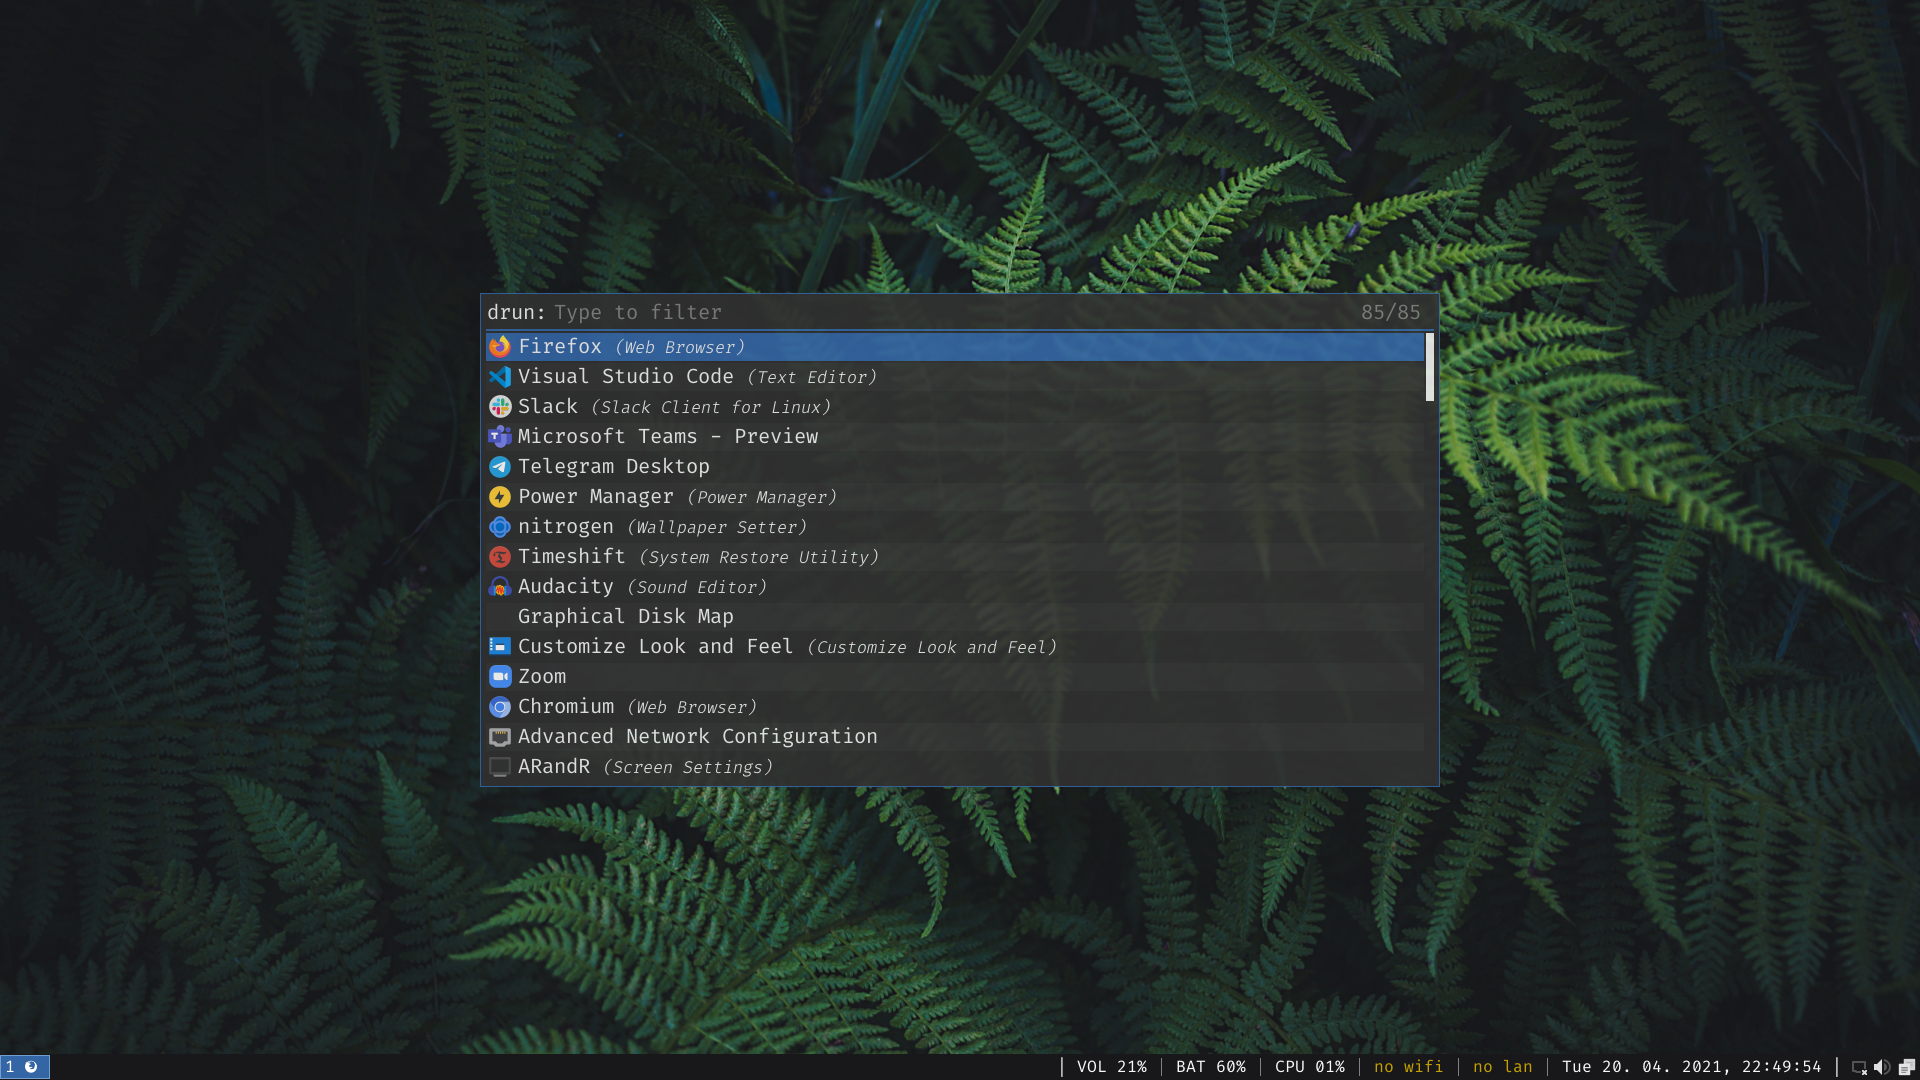 drun: Type to filter 85/85
Firefox (Web Browser)
Visual Studio Code (Text Editor)
Slack (Slack Client for Linux)
Microsoft Teams - Preview
Telegram Desktop
Power Manager (Power Manager)
nitrogen (Wallpaper Setter)
Timeshift (System Restore Utility)
Audacity (Sound Editor)
Graphical Disk Map
Customize Look and Feel (Customize Look and Feel)
Zoom
Chromium (Web Browser)
Advanced Network Configuration
ARandR (Screen Settings)
1 | VOL 21% | BAT 60% | CPU 01% | no wifi | no lan | Tue 20. 04. 2021, 22:49:54 |